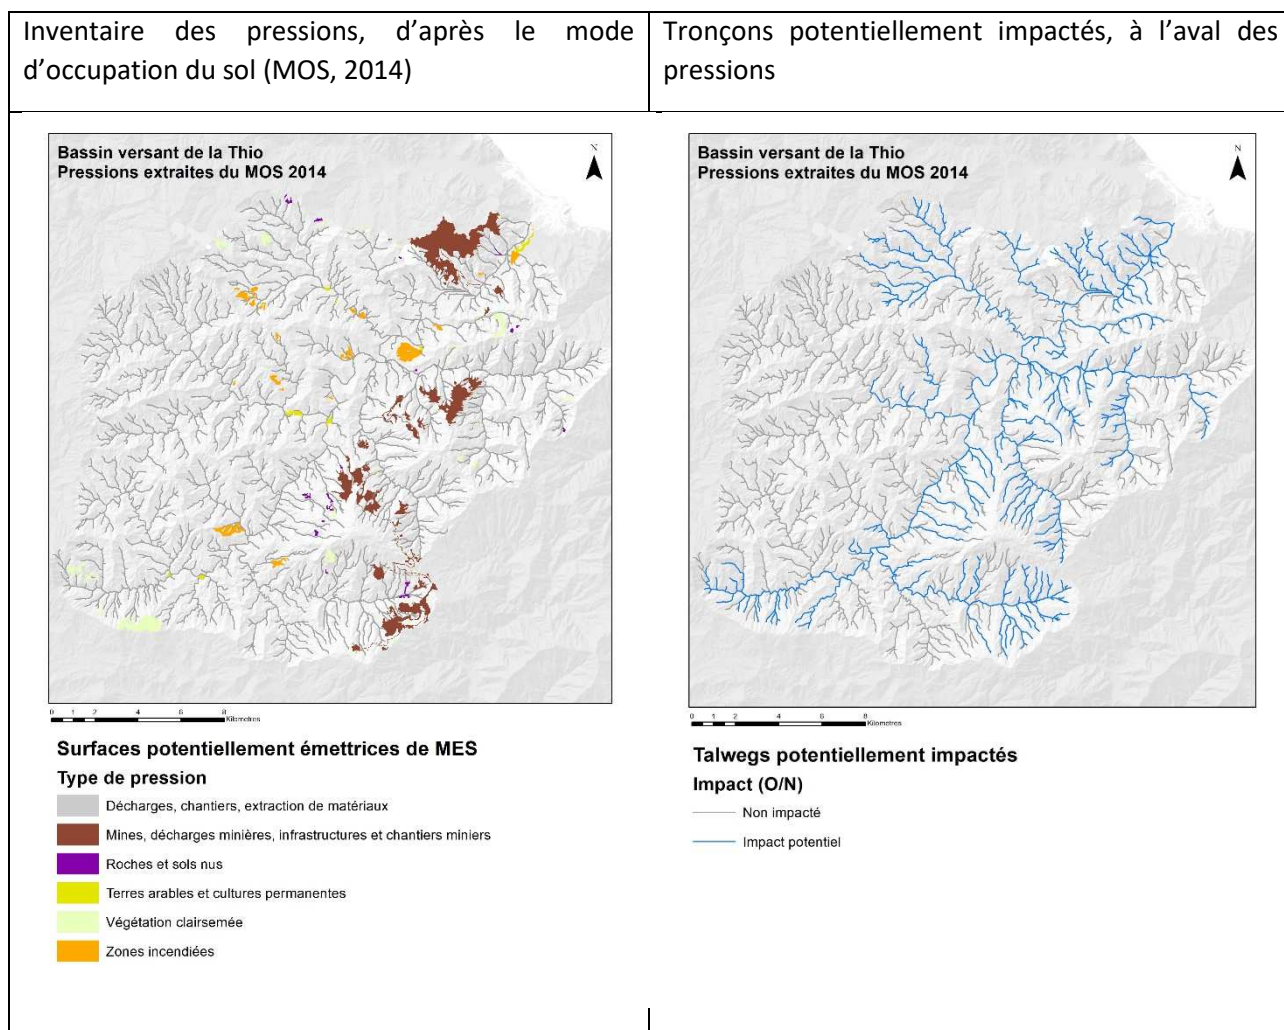 Inventaire des pressions, d’après le mode
d’occupation du sol (MOS, 2014)
Tronçons potentiellement impactés, à l’aval des
pressions
Bassin versant de la Thio
Pressions extraites du MOS 2014
N
0 1 2 4 6 8
Kilometres
Surfaces potentiellement émettrices de MES
Type de pression
Décharges, chantiers, extraction de matériaux
Mines, décharges minières, infrastructures et chantiers miniers
Roches et sols nus
Terres arables et cultures permanentes
Végétation clairsemée
Zones incendiées
Bassin versant de la Thio
Pressions extraites du MOS 2014
N
0 1 2 4 6 8
Kilometres
Talwegs potentiellement impactés
Impact (O/N)
Non impacté
Impact potentiel